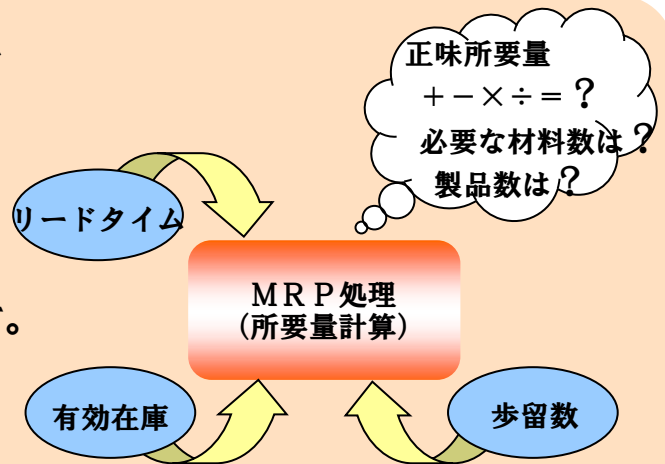 正味所要量
＋－×÷＝？
必要な材料数は？
製品数は？
リードタイム
ＭＲＰ処理
(所要量計算)
。
有効在庫
歩留数